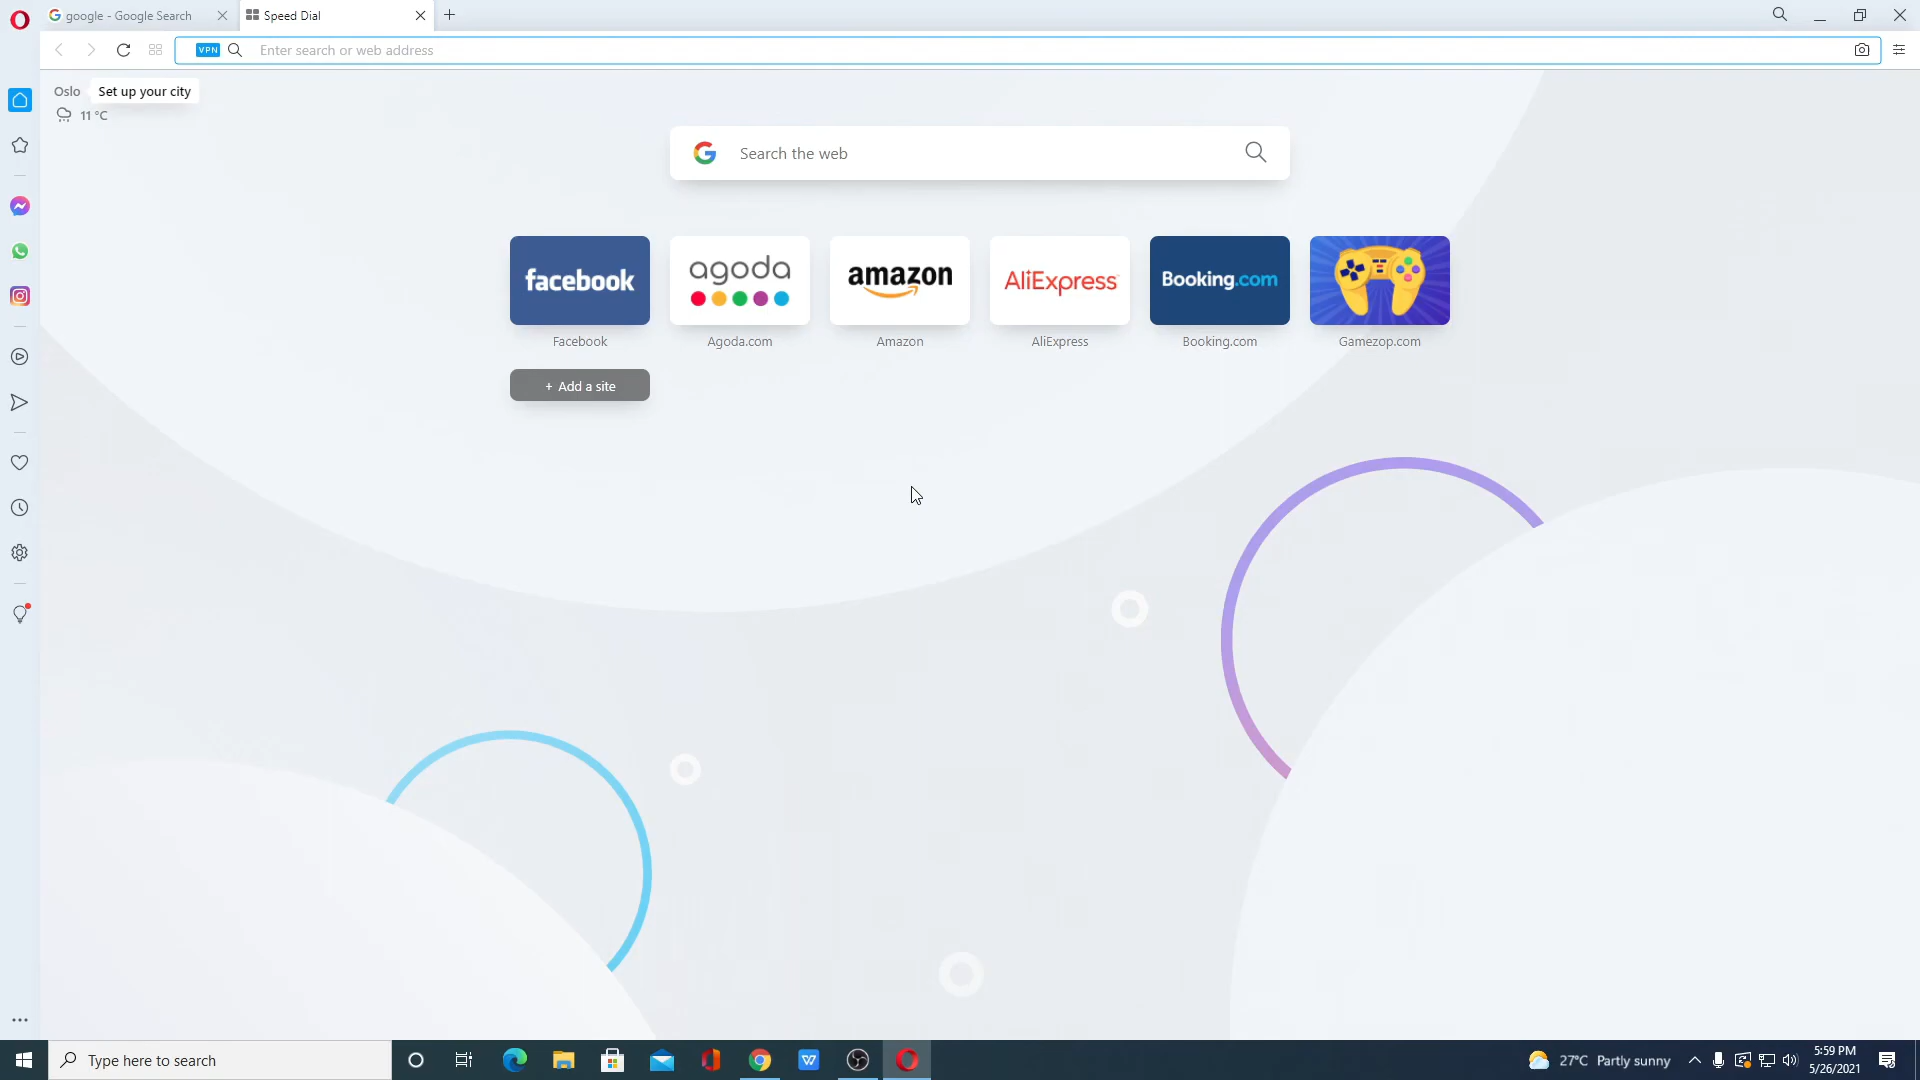 google - Google Search
Speed Dial
VPN
Enter search or web address
Oslo
Set up your city
11 °C
Search the web
facebook
agoda
amazon
AliExpress
Booking.com
Facebook
Agoda.com
Amazon
AliExpress
Booking.com
Gamezop.com
+ Add a site
Type here to search
27°C Partly sunny
5:59 PM
5/26/2021